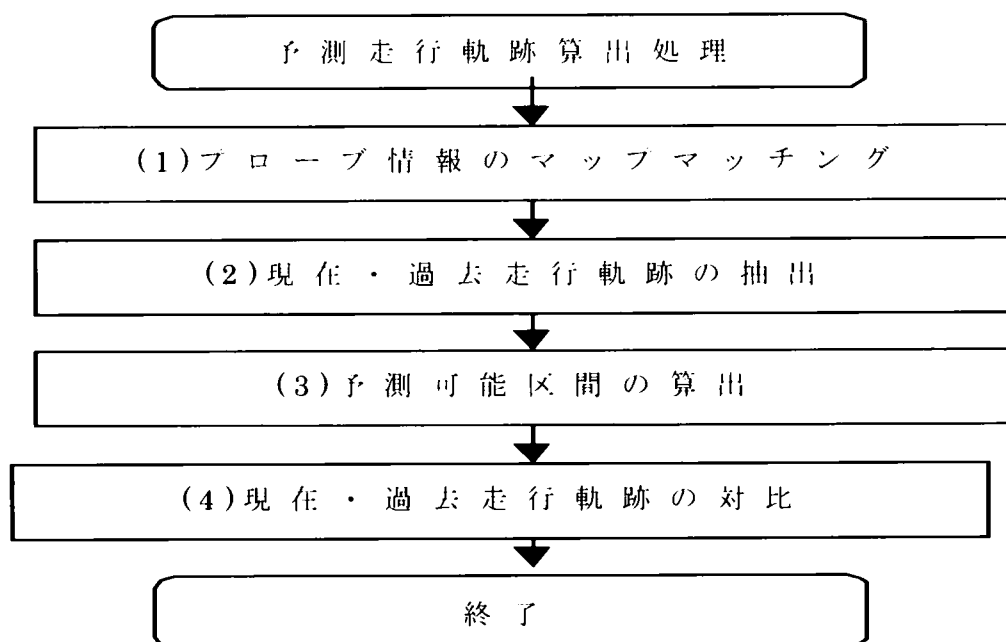 予測走行軌跡算出処理
(1)プローブ情報のマップマッチング
(2)現在・過去走行軌跡の抽出
(3)予測可能区間の算出
(4)現在・過去走行軌跡の対比
終了